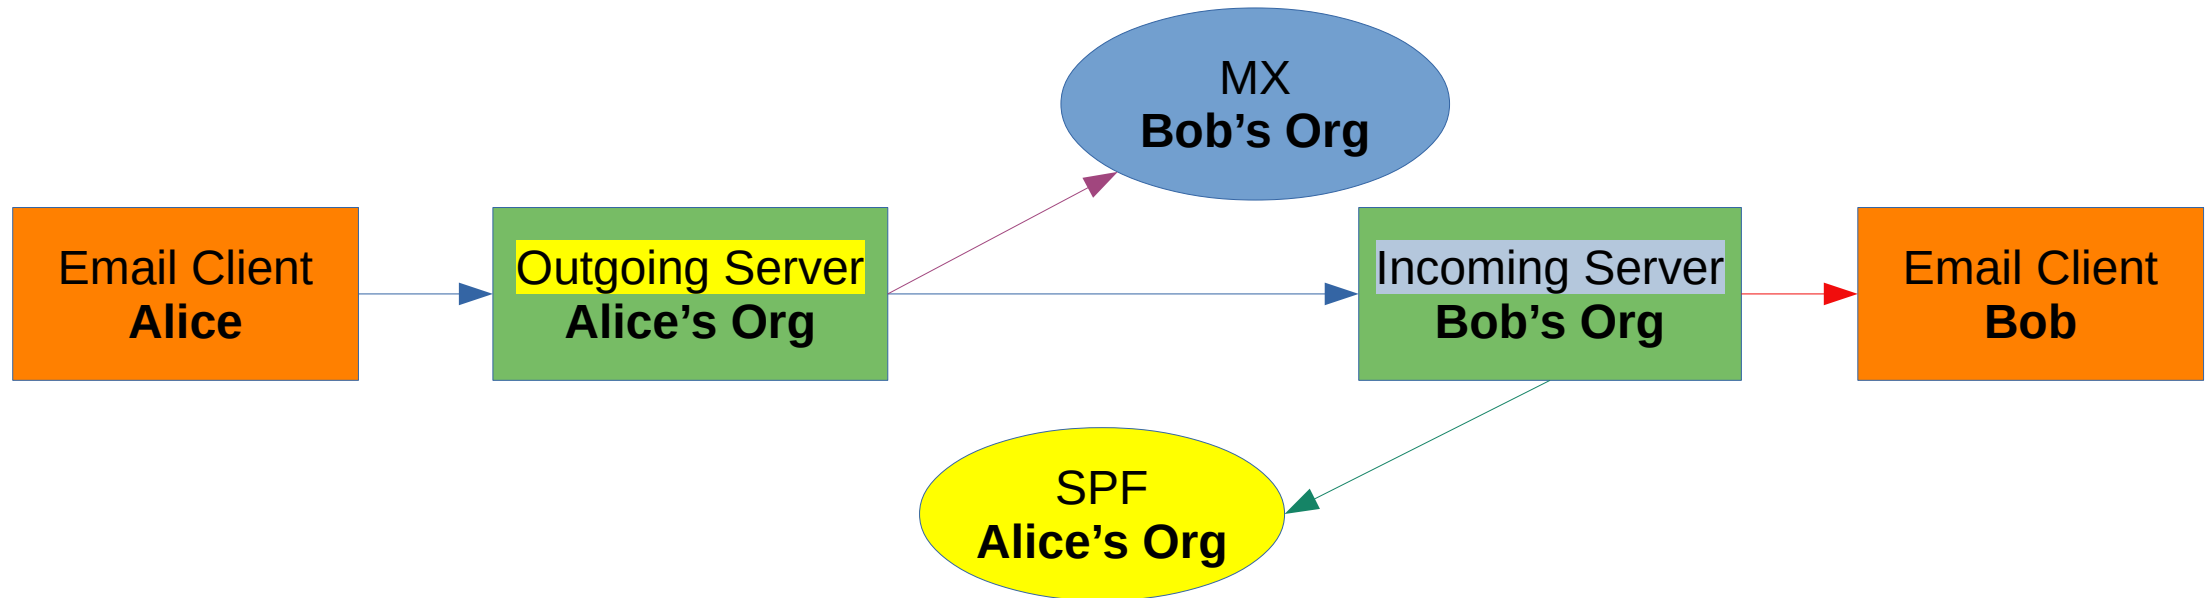 MX
Bob’s Org
Email Client
Alice
Outgoing Server
Alice’s Org
Incoming Server
Bob’s Org
Email Client
Bob
SPF
Alice’s Org